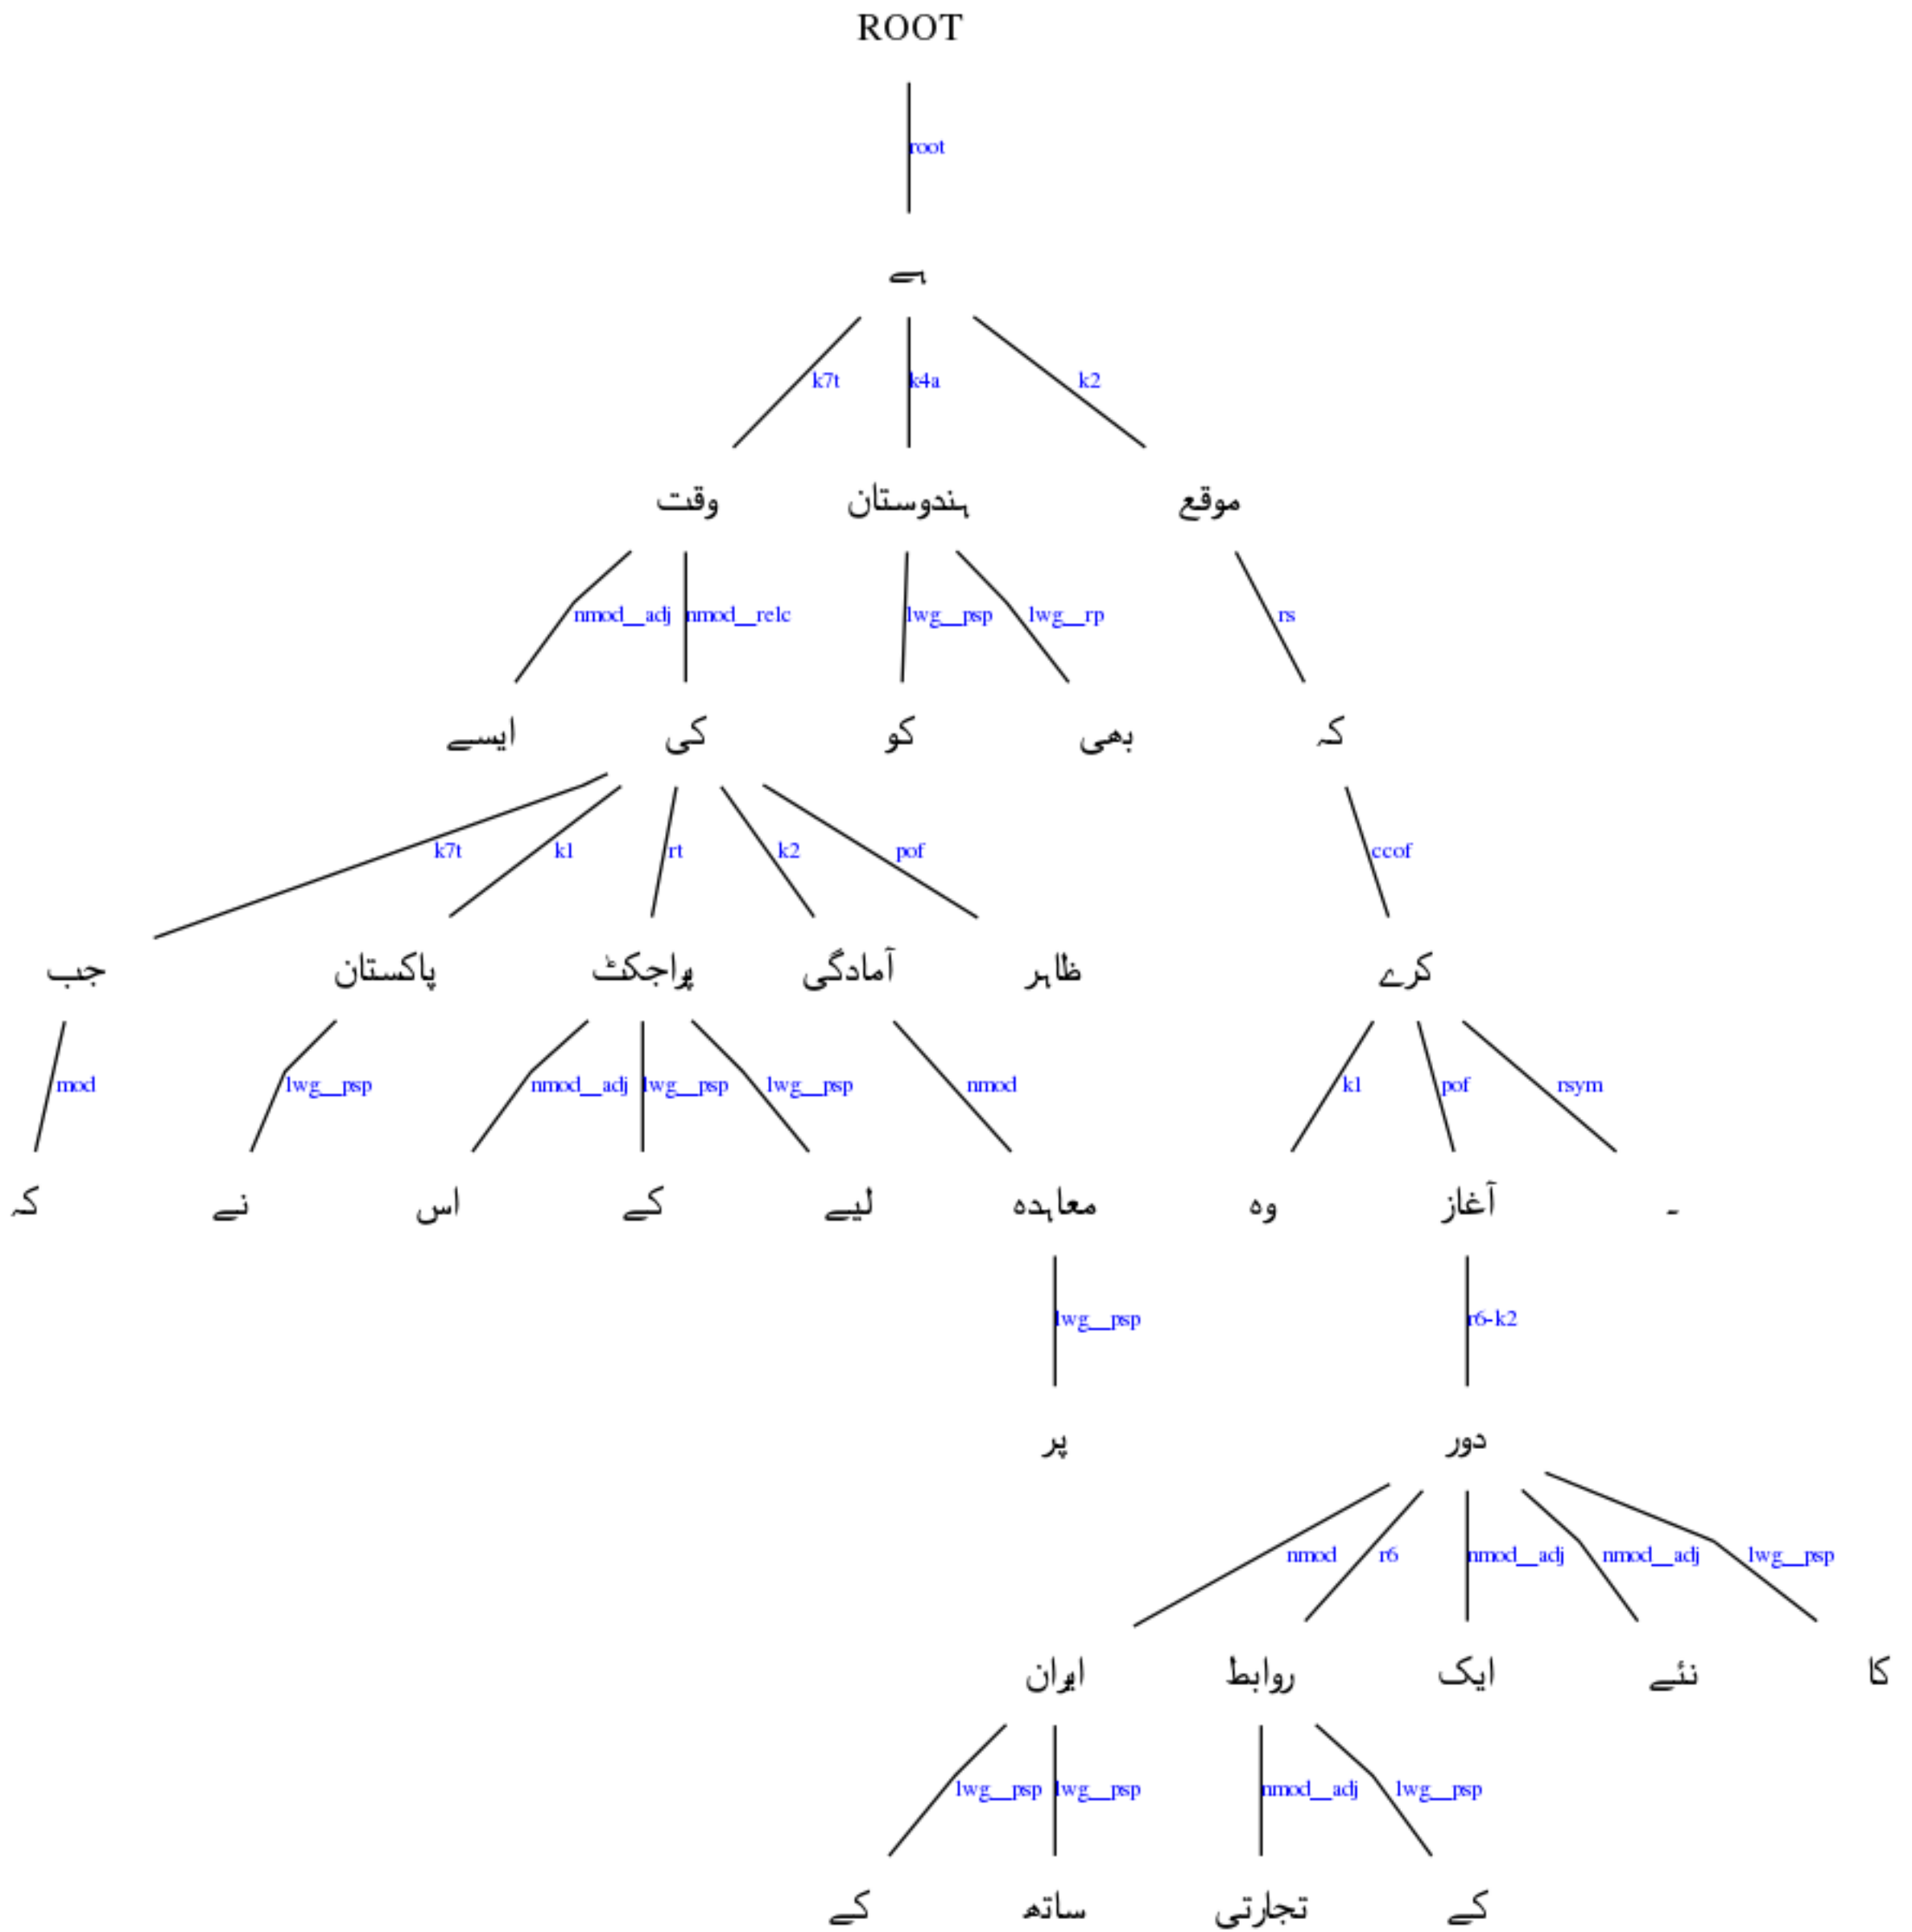 ROOT
root
ہے
k7t k4a k2
وقت ہندوستان موقع
nmod__adj nmod__relc lwg__psp lwg__rp rs
ایسے کی کو بھی کہ
k7t k1 rt k2 pof ccof
جب پاکستان پراجکٹ آمادگی ظاہر کرے
mod lwg__psp nmod__adj lwg__psp lwg__psp nmod k1 pof rsym
کہ نے اس کے لیے معاہدہ وہ آغاز ۔
lwg__psp r6-k2
پر دور
nmod r6 nmod__adj nmod__adj lwg__psp
ایران روابط ایک نئے کا
lwg__psp lwg__psp nmod__adj lwg__psp
کے ساتھ تجارتی کے